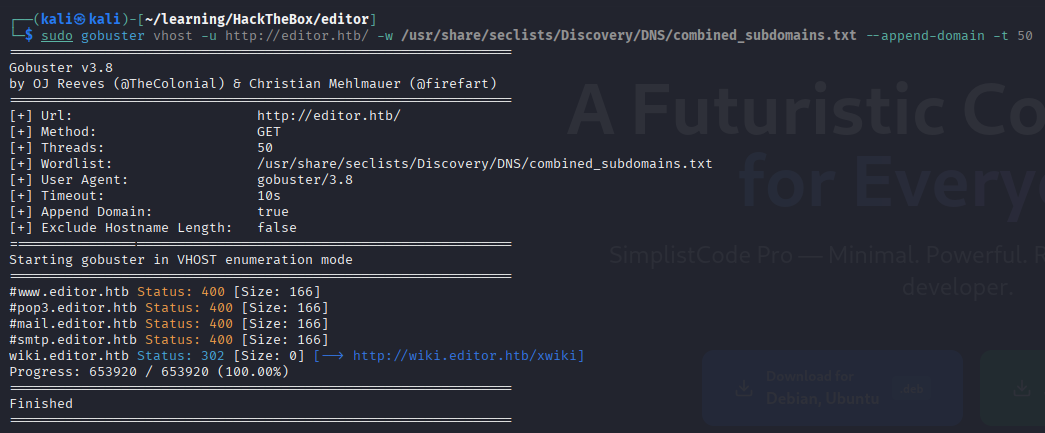 ┌──(kali㉿kali)-[~/learning/HackTheBox/editor]
└─$ sudo gobuster vhost -u http://editor.htb/ -w /usr/share/seclists/Discovery/DNS/combined_subdomains.txt --append-domain -t 50
===============================================================
Gobuster v3.8
by OJ Reeves (@TheColonial) & Christian Mehlmauer (@firefart)
===============================================================
[+] Url: http://editor.htb/
[+] Method: GET
[+] Threads: 50
[+] Wordlist: /usr/share/seclists/Discovery/DNS/combined_subdomains.txt
[+] User Agent: gobuster/3.8
[+] Timeout: 10s
[+] Append Domain: true
[+] Exclude Hostname Length: false
===============================================================
Starting gobuster in VHOST enumeration mode
===============================================================
#www.editor.htb Status: 400 [Size: 166]
#pop3.editor.htb Status: 400 [Size: 166]
#mail.editor.htb Status: 400 [Size: 166]
#smtp.editor.htb Status: 400 [Size: 166]
wiki.editor.htb Status: 302 [Size: 0] [--> http://wiki.editor.htb/xwiki]
Progress: 653920 / 653920 (100.00%)
===============================================================
Finished
===============================================================
A Futuristic Co
for Every
SimplistCode Pro — Minimal. Powerful.
developer.
Download for
Debian, Ubuntu
.deb